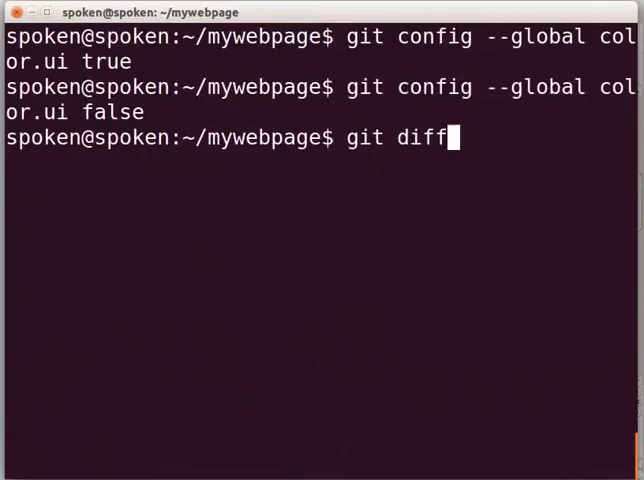 spoken@spoken: ~/mywebpage
spoken@spoken:~/mywebpage$ git config --global col
or.ui true
spoken@spoken:~/mywebpage$ git config --global col
or.ui false
spoken@spoken:~/mywebpage$ git diff